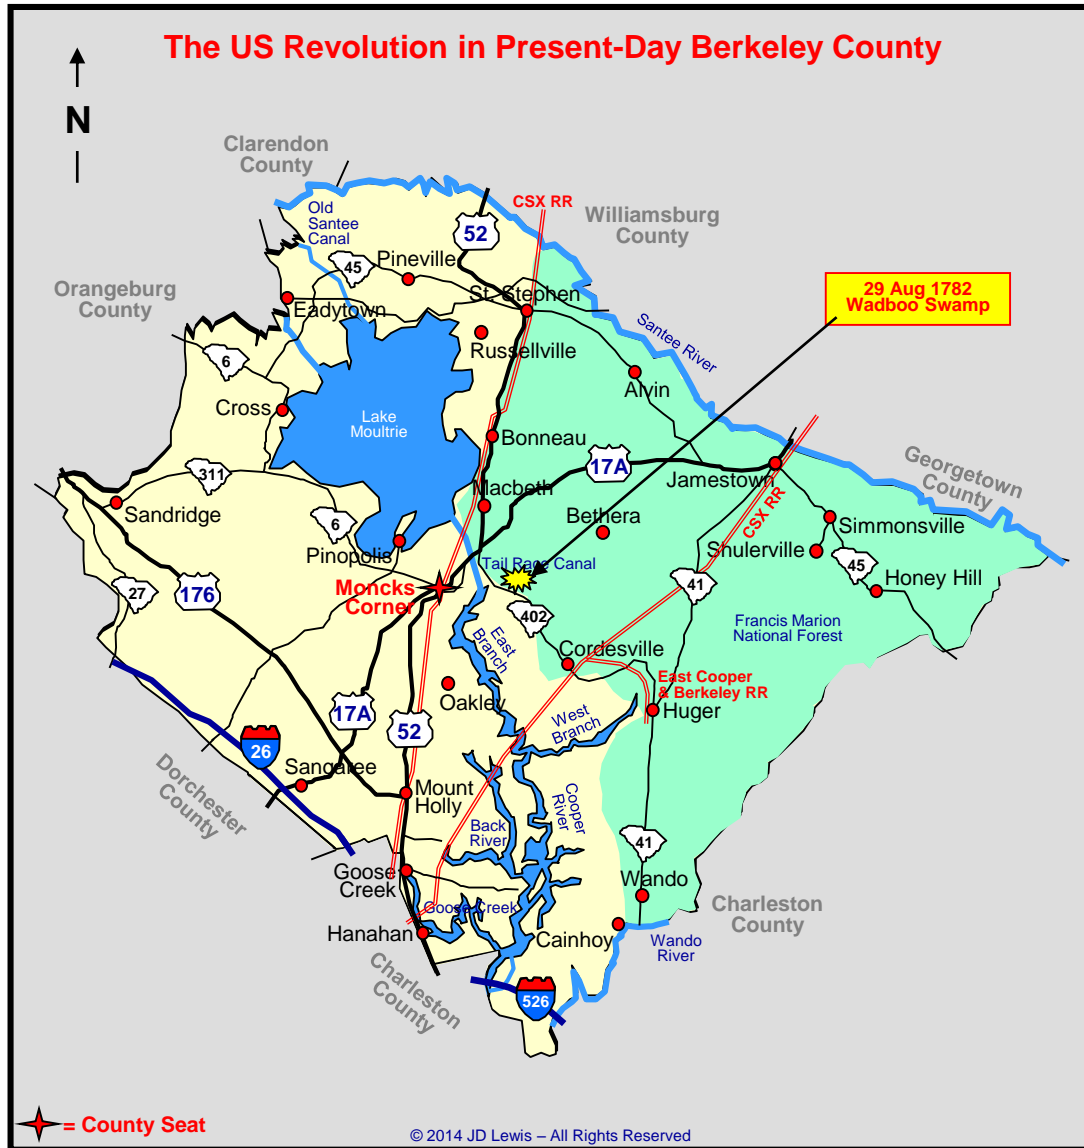 The US Revolution in Present-Day Berkeley County
N
Clarendon
County
CSX RR
Williamsburg
County
Old
Santee
Canal
52
45
Pineville
Orangeburg
County
Eadytown
St. Stephen
29 Aug 1782
Wadboo Swamp
Russellville
Santee River
6
Alvin
Cross
Lake
Moultrie
Bonneau
17A
Jamestown
Georgetown
County
311
Macbeth
CSX RR
Sandridge
6
Bethera
Simmonsville
Pinopolis
Shulerville
Tail Race Canal
45
Honey Hill
27
176
Moncks
Corner
41
402
Francis Marion
National Forest
East
Branch
Cordesville
East Cooper
& Berkeley RR
Oakley
Huger
17A
52
West
Branch
26
Sangaree
Dorchester
County
Mount
Holly
Cooper
River
Back
River
41
Goose
Creek
Wando
Goose Creek
Charleston
County
Hanahan
Cainhoy
Wando
River
Charleston
County
526
= County Seat
© 2014 JD Lewis – All Rights Reserved